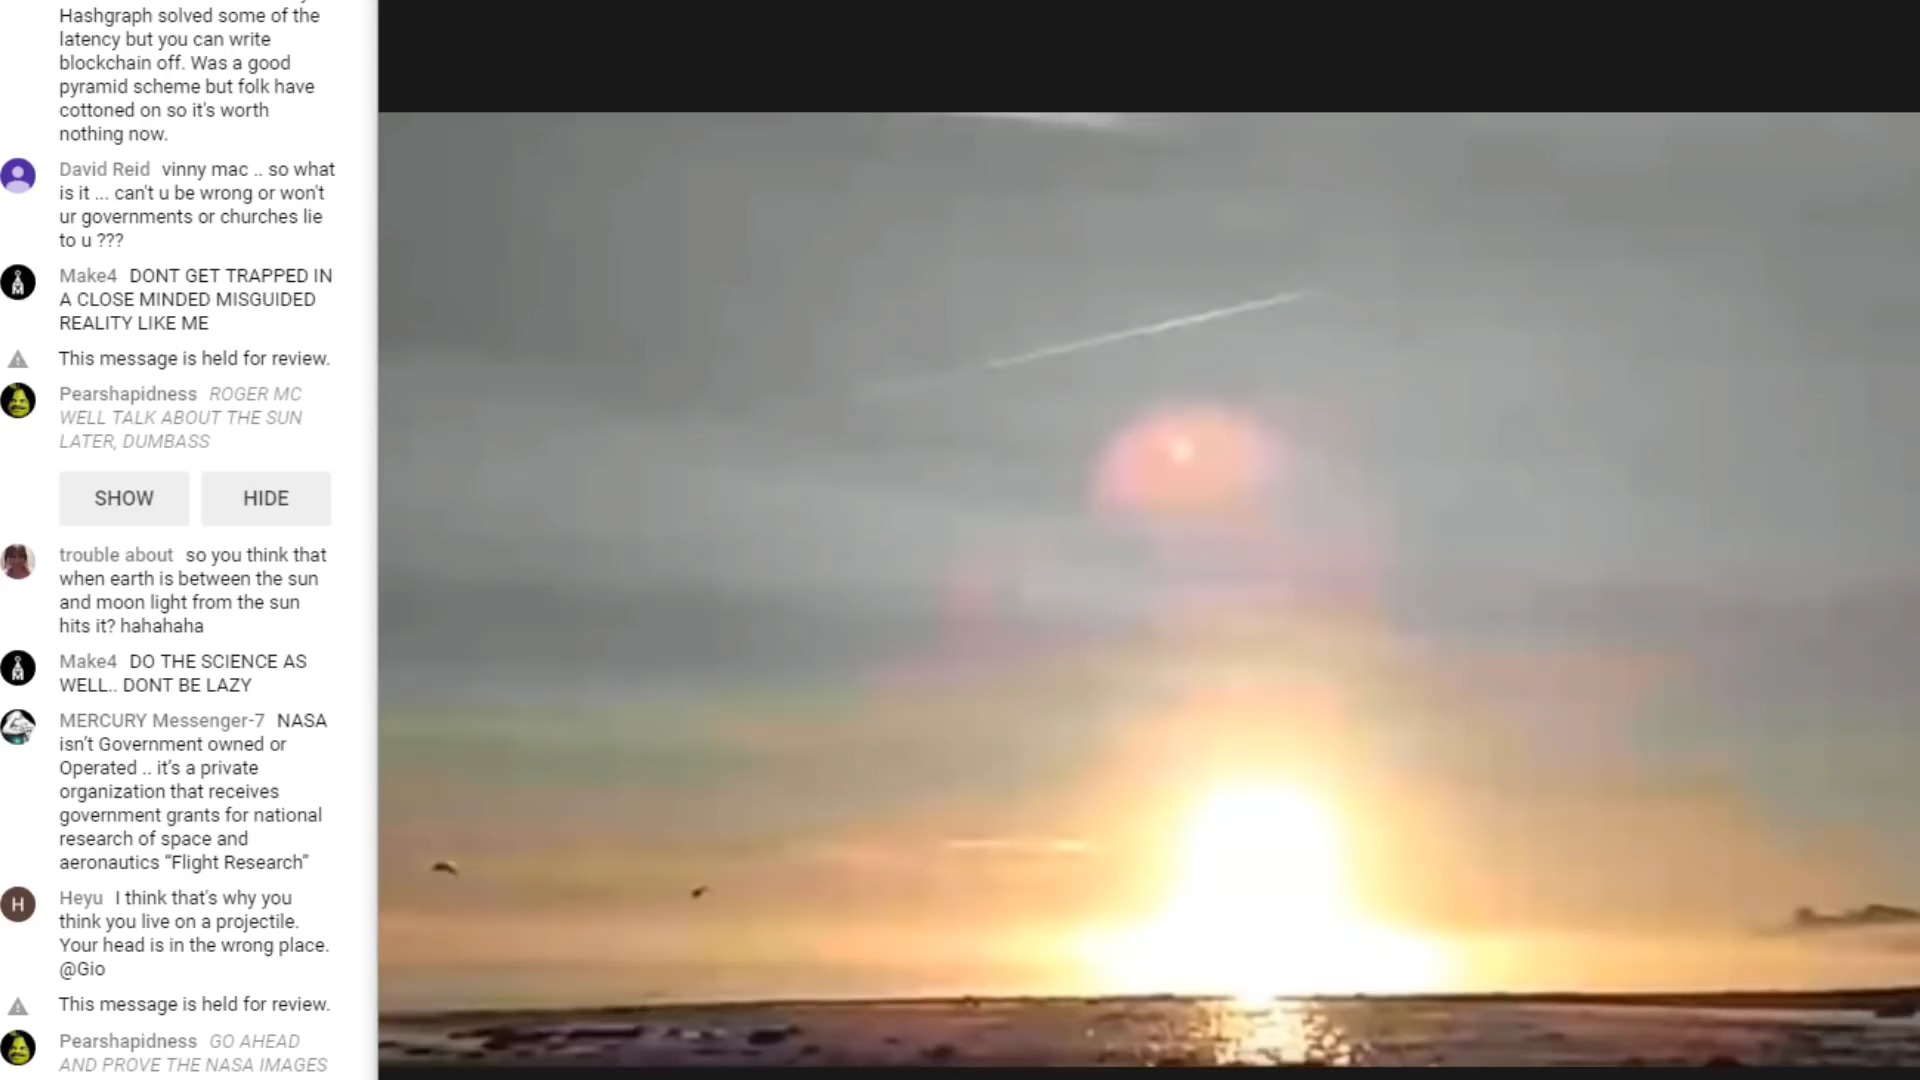 Hashgraph solved some of the
latency but you can write
blockchain off. Was a good
pyramid scheme but folk have
cottoned on so it's worth
nothing now.
David Reid vinny mac .. so what
is it ... can't u be wrong or won't
ur governments or churches lie
to u ???
Make4 DONT GET TRAPPED IN
A CLOSE MINDED MISGUIDED
REALITY LIKE ME
This message is held for review.
Pearshapidness ROGER MC
WELL TALK ABOUT THE SUN
LATER, DUMBASS
SHOW HIDE
trouble about so you think that
when earth is between the sun
and moon light from the sun
hits it? hahahaha
Make4 DO THE SCIENCE AS
WELL.. DONT BE LAZY
MERCURY Messenger-7 NASA
isn't Government owned or
Operated .. it's a private
organization that receives
government grants for national
research of space and
aeronautics “Flight Research”
H
Heyu I think that's why you
think you live on a projectile.
Your head is in the wrong place.
@Gio
This message is held for review.
Pearshapidness GO AHEAD
AND PROVE THE NASA IMAGES